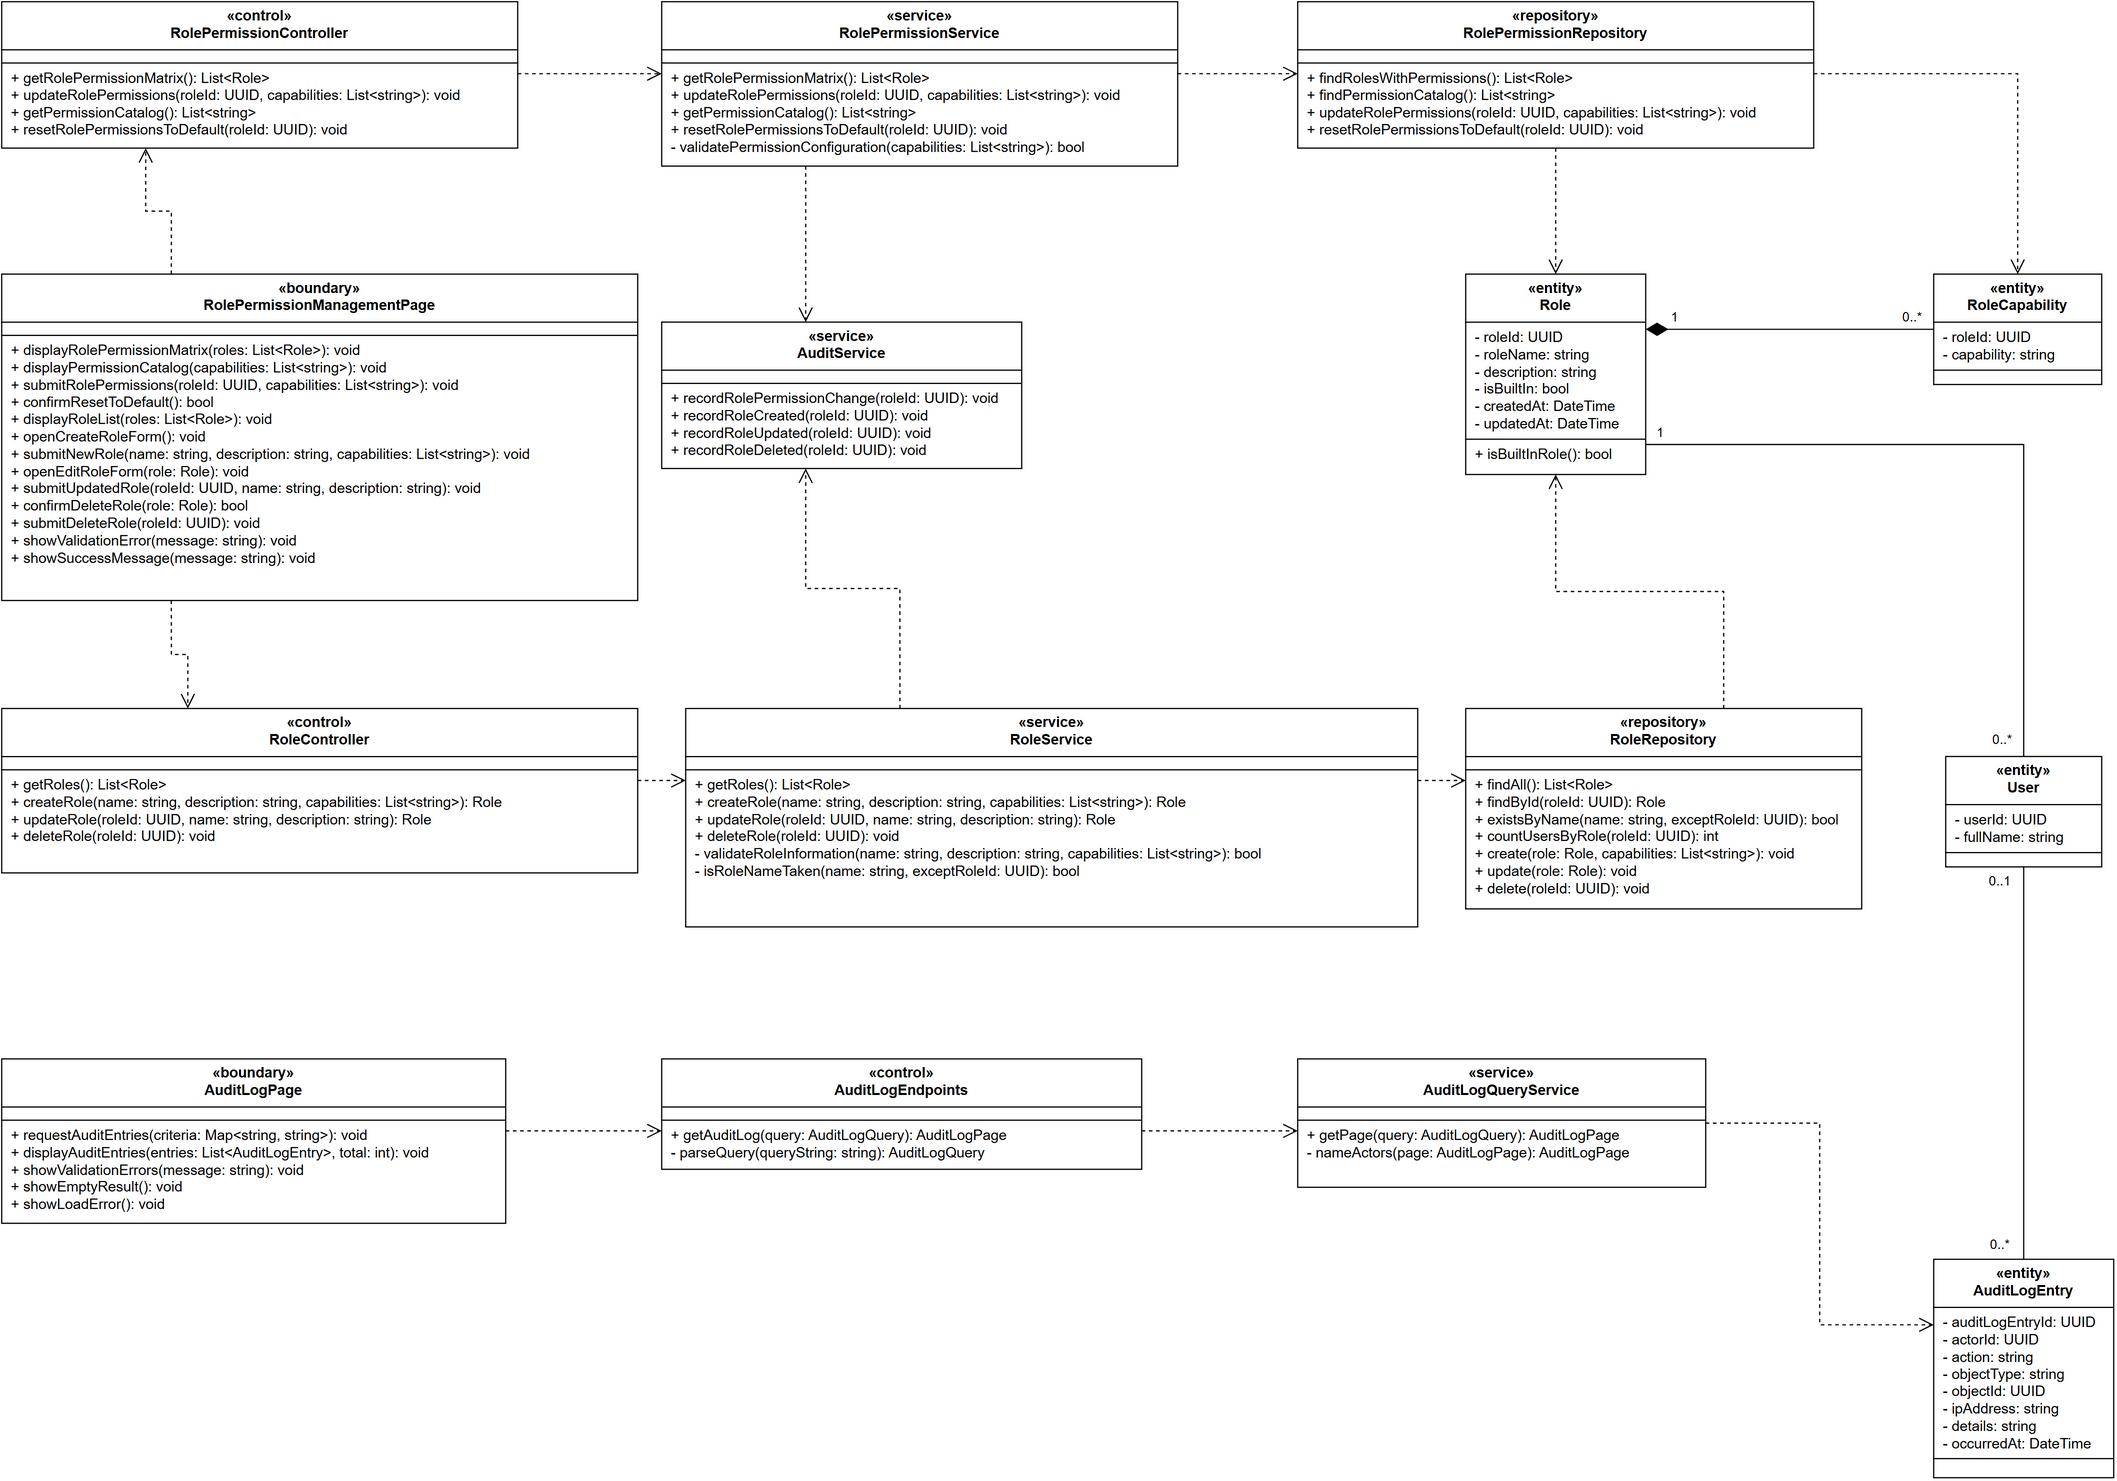 «control»
RolePermissionController
+ getRolePermissionMatrix(): List<Role>
+ updateRolePermissions(roleId: UUID, capabilities: List<string>): void
+ getPermissionCatalog(): List<string>
+ resetRolePermissionsToDefault(roleId: UUID): void
«service»
RolePermissionService
+ getRolePermissionMatrix(): List<Role>
+ updateRolePermissions(roleId: UUID, capabilities: List<string>): void
+ getPermissionCatalog(): List<string>
+ resetRolePermissionsToDefault(roleId: UUID): void
- validatePermissionConfiguration(capabilities: List<string>): bool
«repository»
RolePermissionRepository
+ findRolesWithPermissions(): List<Role>
+ findPermissionCatalog(): List<string>
+ updateRolePermissions(roleId: UUID, capabilities: List<string>): void
+ resetRolePermissionsToDefault(roleId: UUID): void
«boundary»
RolePermissionManagementPage
+ displayRolePermissionMatrix(roles: List<Role>): void
+ displayPermissionCatalog(capabilities: List<string>): void
+ submitRolePermissions(roleId: UUID, capabilities: List<string>): void
+ confirmResetToDefault(): bool
+ displayRoleList(roles: List<Role>): void
+ openCreateRoleForm(): void
+ submitNewRole(name: string, description: string, capabilities: List<string>): void
+ openEditRoleForm(role: Role): void
+ submitUpdatedRole(roleId: UUID, name: string, description: string): void
+ confirmDeleteRole(role: Role): bool
+ submitDeleteRole(roleId: UUID): void
+ showValidationError(message: string): void
+ showSuccessMessage(message: string): void
«service»
AuditService
+ recordRolePermissionChange(roleId: UUID): void
+ recordRoleCreated(roleId: UUID): void
+ recordRoleUpdated(roleId: UUID): void
+ recordRoleDeleted(roleId: UUID): void
«entity»
Role
- roleId: UUID
- roleName: string
- description: string
- isBuiltIn: bool
- createdAt: DateTime
- updatedAt: DateTime
+ isBuiltInRole(): bool
1
0..*
«entity»
RoleCapability
- roleId: UUID
- capability: string
1
0..*
«control»
RoleController
+ getRoles(): List<Role>
+ createRole(name: string, description: string, capabilities: List<string>): Role
+ updateRole(roleId: UUID, name: string, description: string): Role
+ deleteRole(roleId: UUID): void
«service»
RoleService
+ getRoles(): List<Role>
+ createRole(name: string, description: string, capabilities: List<string>): Role
+ updateRole(roleId: UUID, name: string, description: string): Role
+ deleteRole(roleId: UUID): void
- validateRoleInformation(name: string, description: string, capabilities: List<string>): bool
- isRoleNameTaken(name: string, exceptRoleId: UUID): bool
«repository»
RoleRepository
+ findAll(): List<Role>
+ findById(roleId: UUID): Role
+ existsByName(name: string, exceptRoleId: UUID): bool
+ countUsersByRole(roleId: UUID): int
+ create(role: Role, capabilities: List<string>): void
+ update(role: Role): void
+ delete(roleId: UUID): void
«entity»
User
- userId: UUID
- fullName: string
0..1
«boundary»
AuditLogPage
+ requestAuditEntries(criteria: Map<string, string>): void
+ displayAuditEntries(entries: List<AuditLogEntry>, total: int): void
+ showValidationErrors(message: string): void
+ showEmptyResult(): void
+ showLoadError(): void
«control»
AuditLogEndpoints
+ getAuditLog(query: AuditLogQuery): AuditLogPage
- parseQuery(queryString: string): AuditLogQuery
«service»
AuditLogQueryService
+ getPage(query: AuditLogQuery): AuditLogPage
- nameActors(page: AuditLogPage): AuditLogPage
0..*
«entity»
AuditLogEntry
- auditLogEntryId: UUID
- actorId: UUID
- action: string
- objectType: string
- objectId: UUID
- ipAddress: string
- details: string
- occurredAt: DateTime